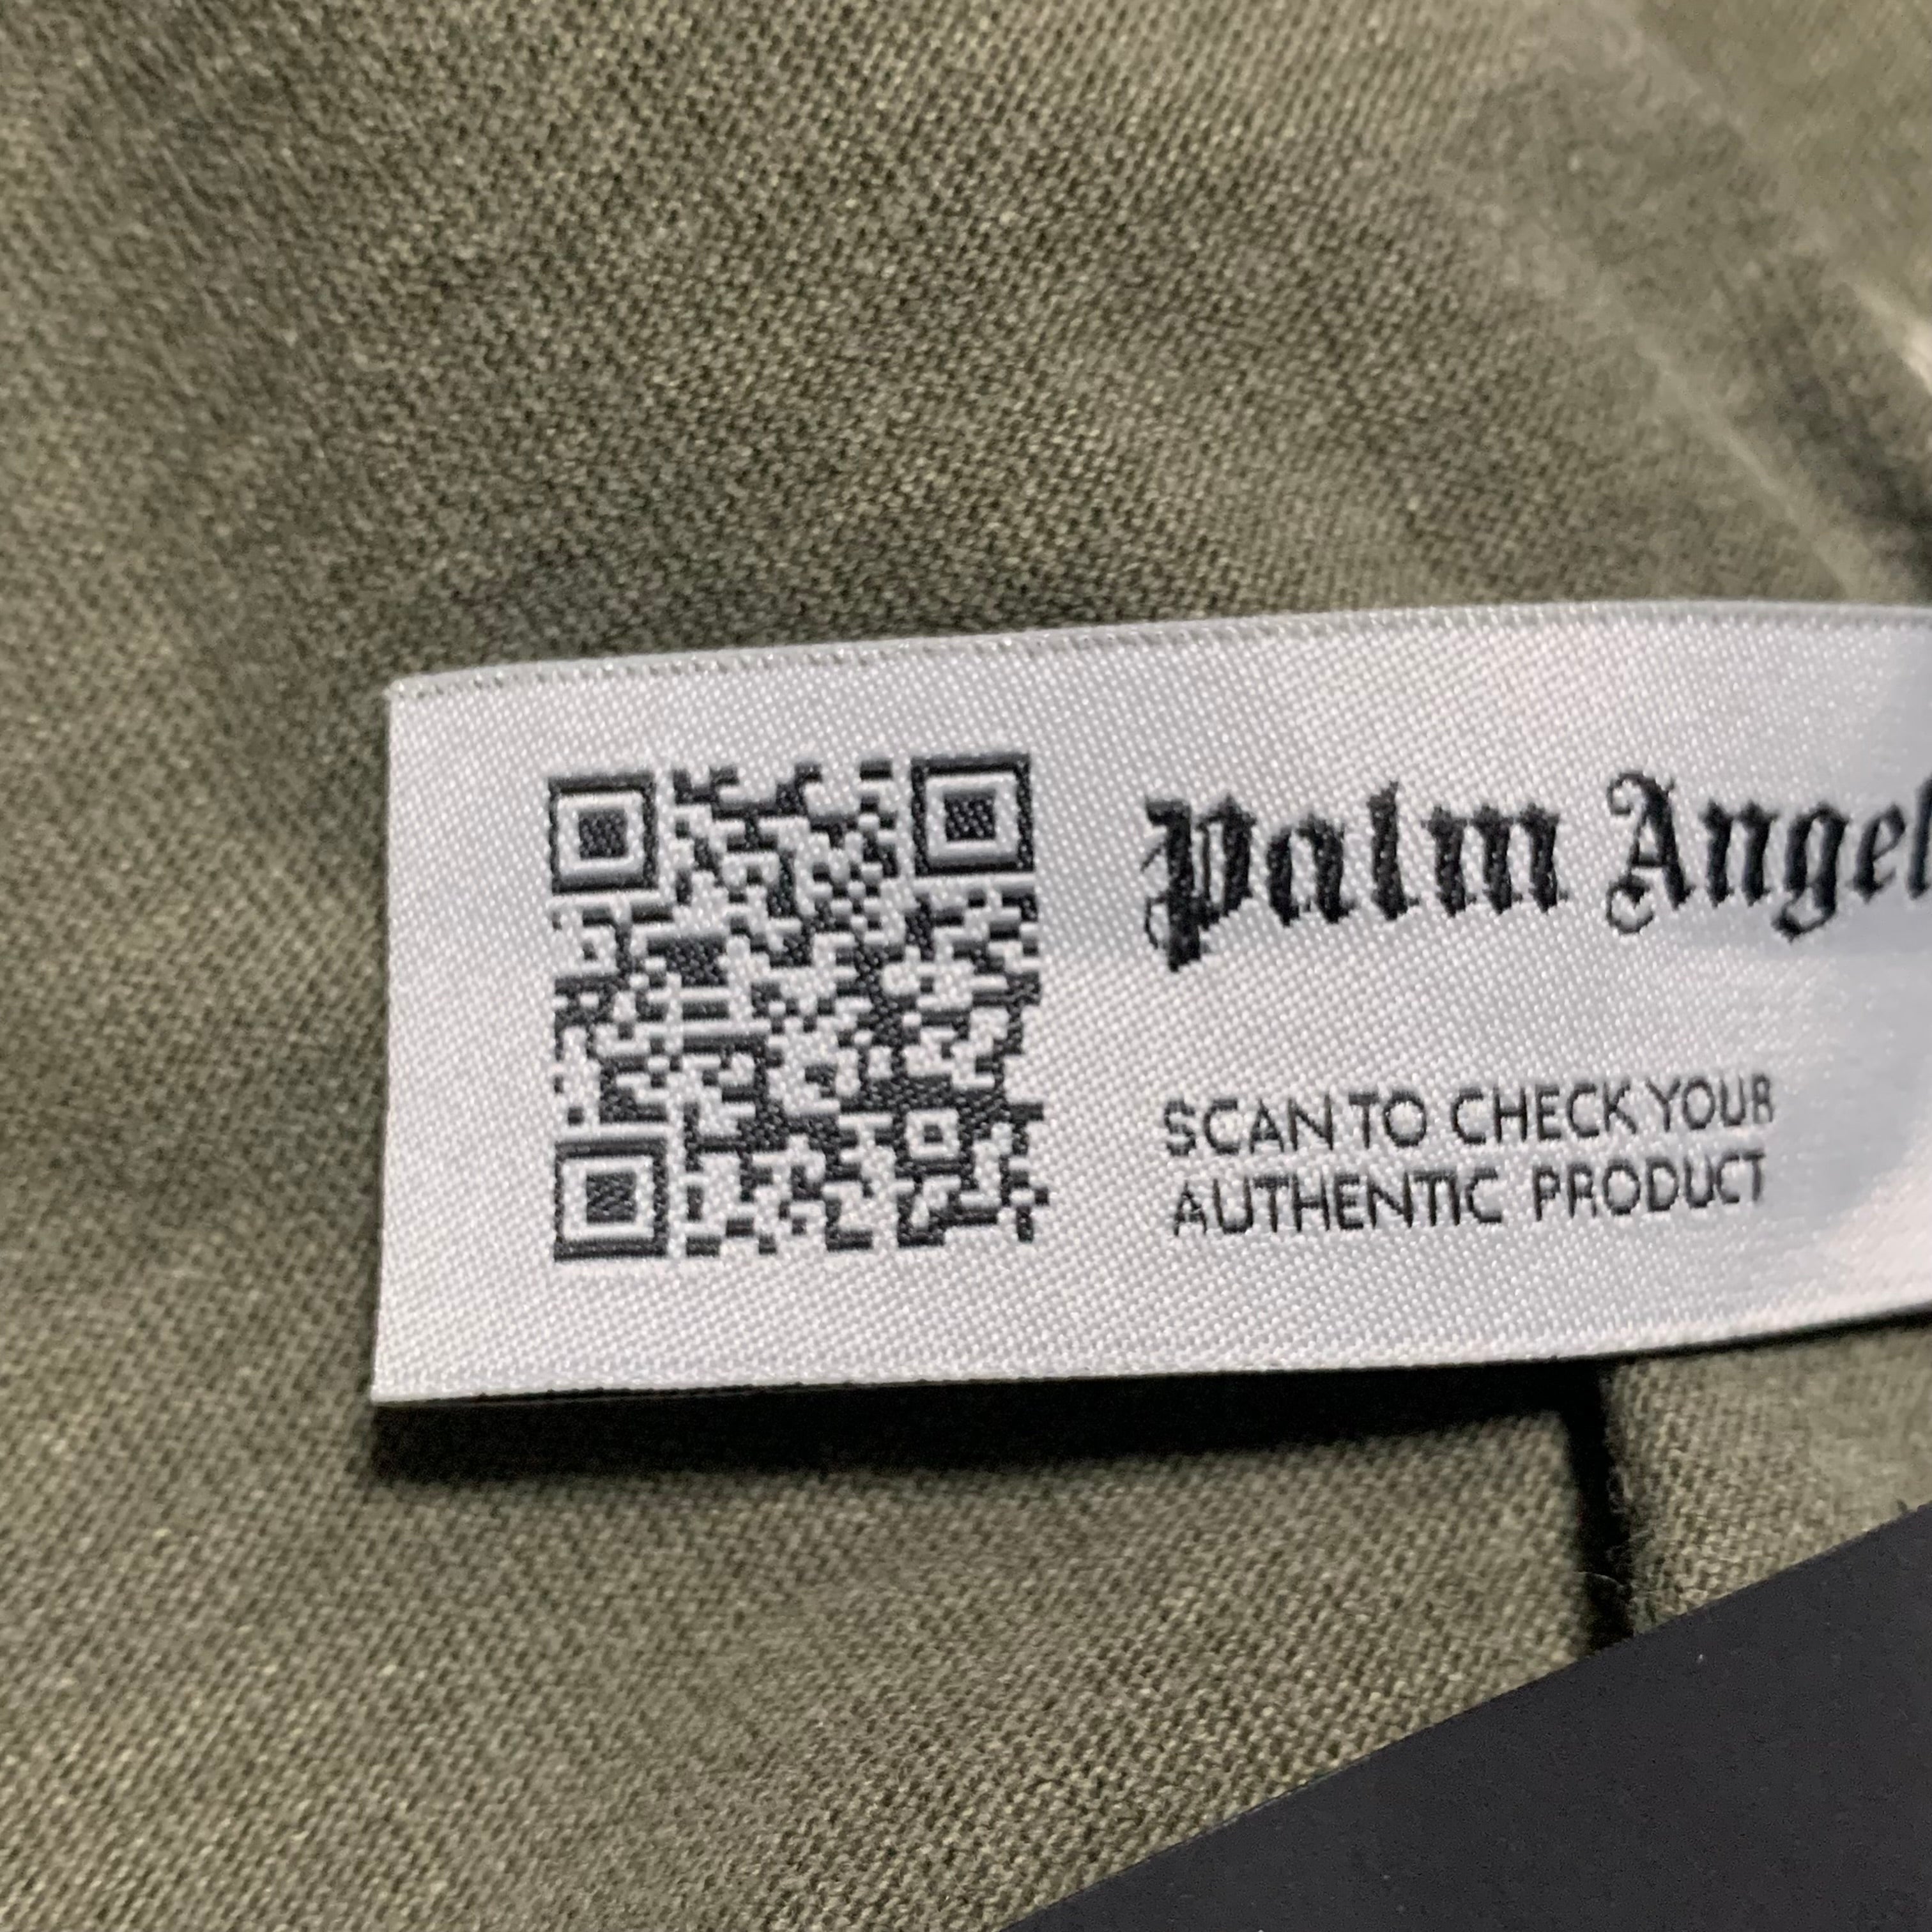 Palm Angel
SCAN TO CHECK YOUR
AUTHENTIC PRODUCT